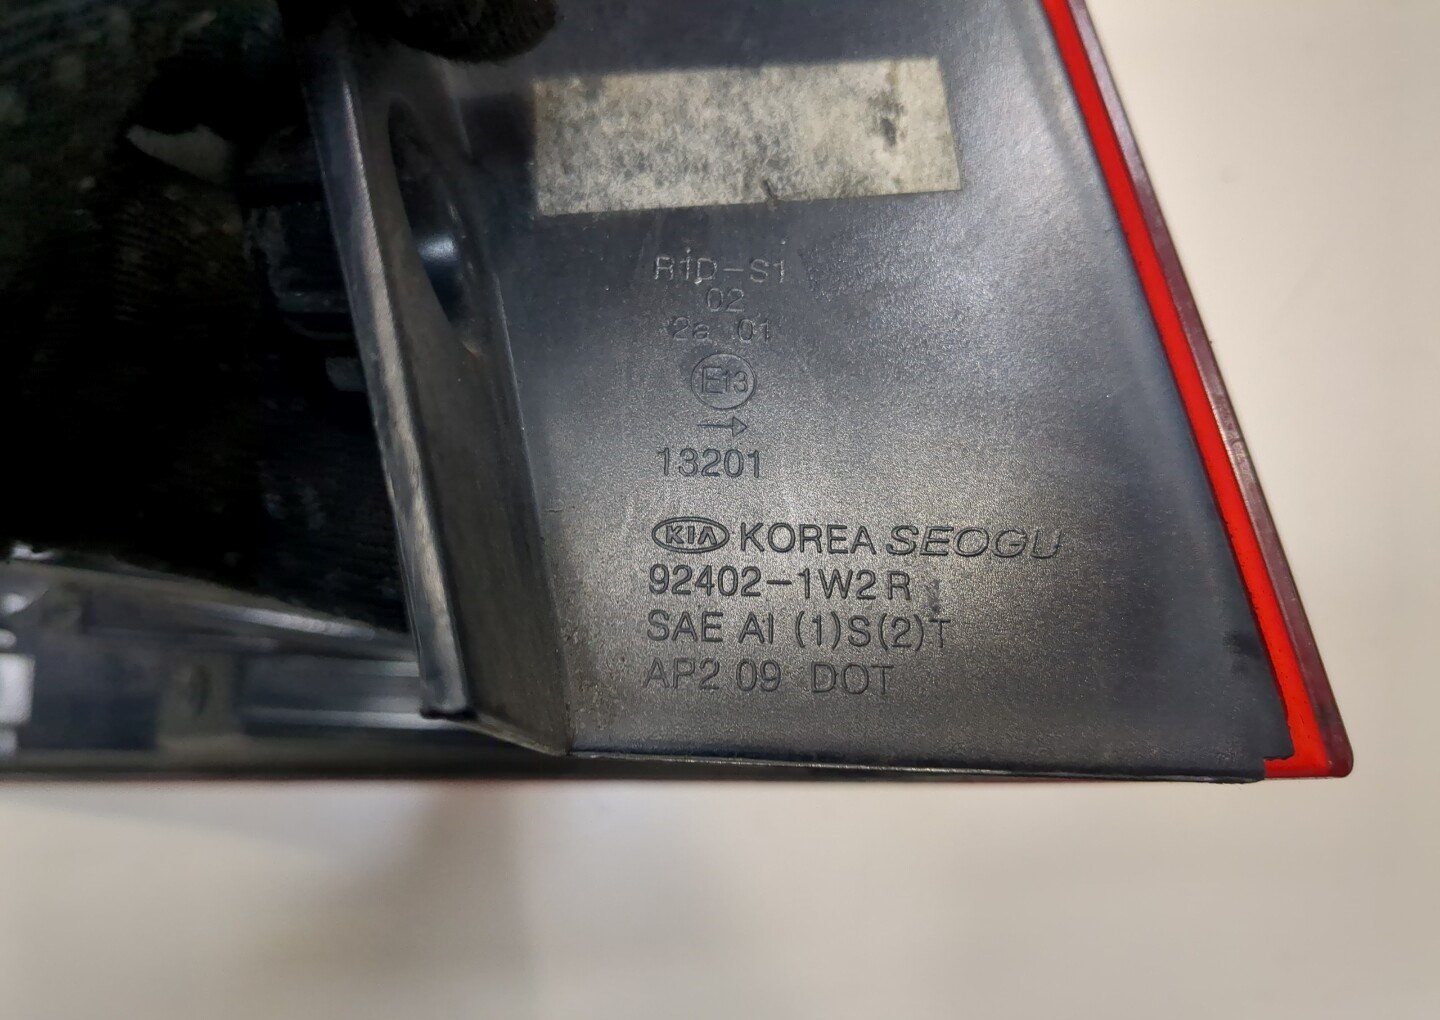 R1D-S1
02
2a 01
E13
→
13201
KIA KOREA SEOGU
92402-1W2 R
SAE AI (1)S(2)T
AP2 09 DOT